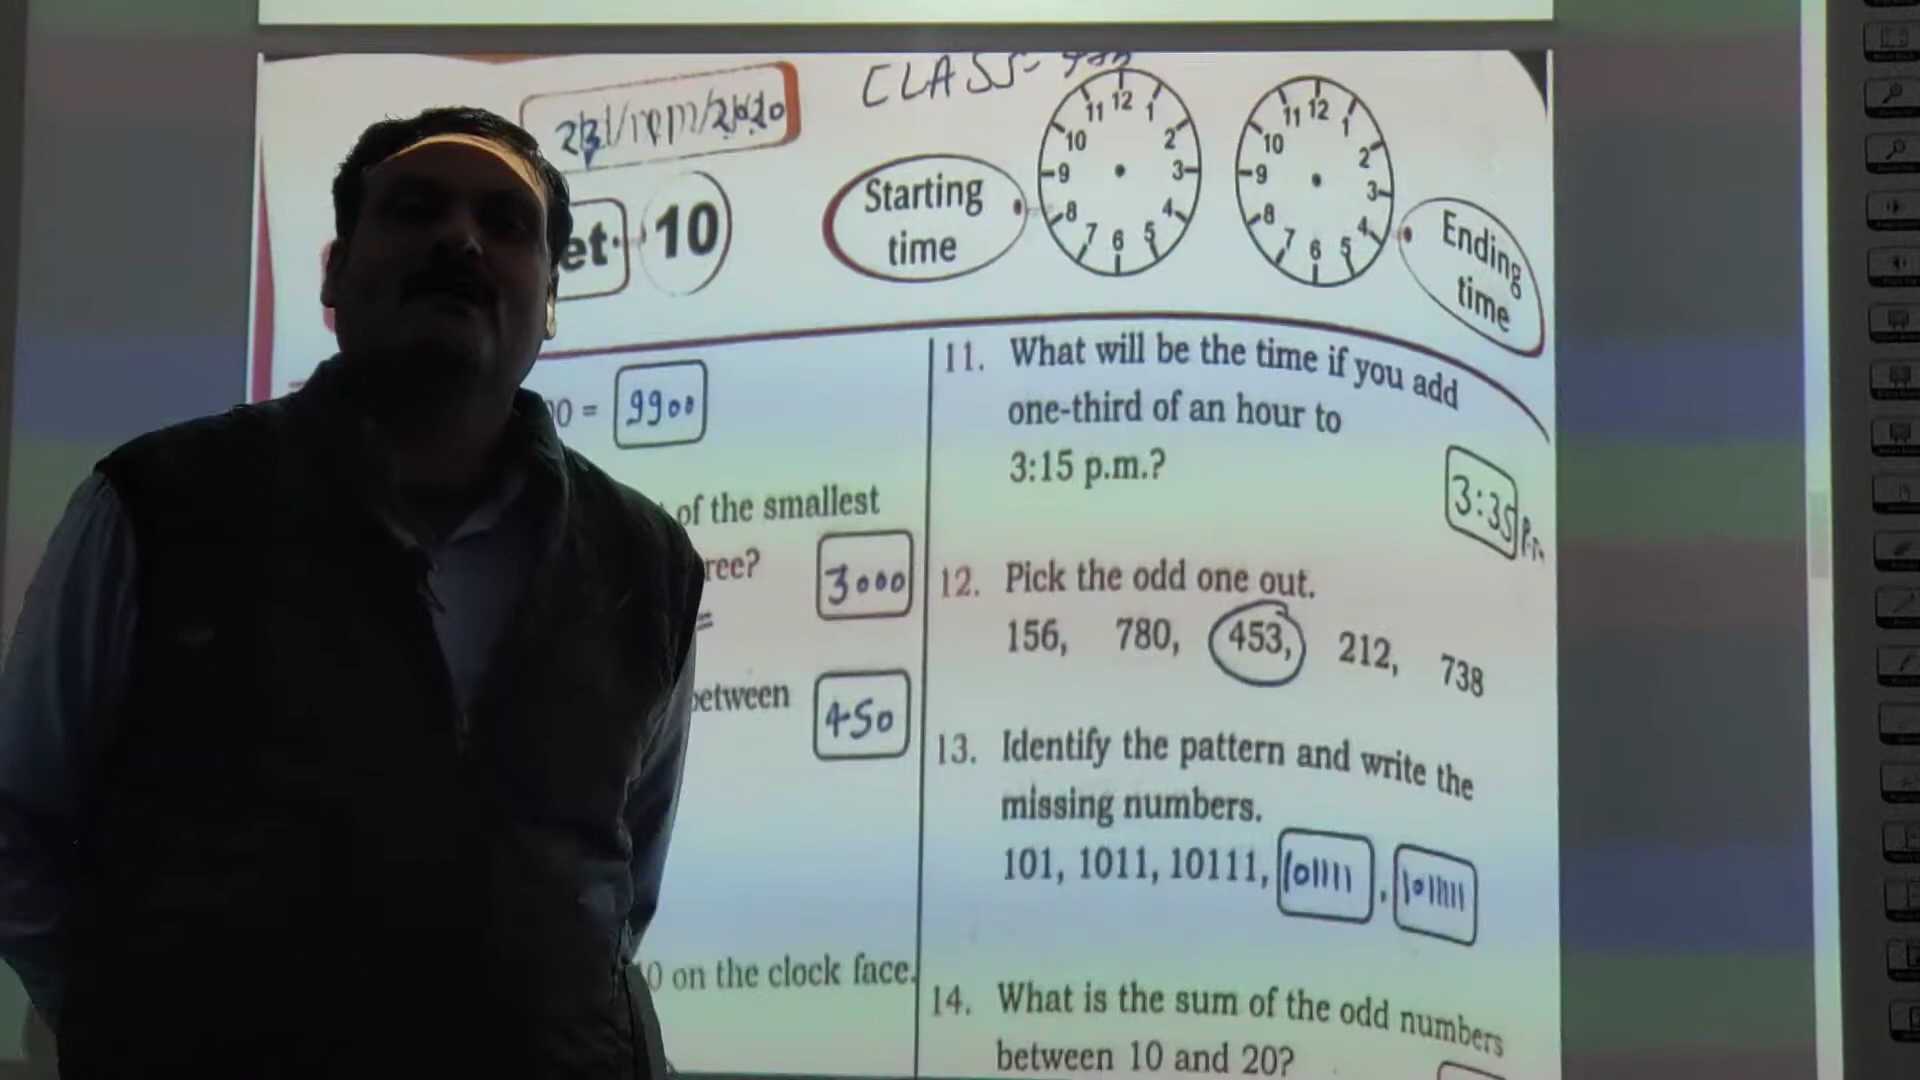 CLASS-
11 12 1
10 2
9 3
8 4
7 6 5
11 12 1
10 2
9 3
8 4
7 6 5
Starting
time
Ending
time
et 10
0 = 9900
of the smallest
ree?
3000
=
between
450
0 on the clock face.
11. What will be the time if you add
one-third of an hour to
3:15 p.m.?
3:35 P.m
12. Pick the odd one out.
156, 780, 453, 212, 738
13. Identify the pattern and write the
missing numbers.
101, 1011, 10111, 101111, 1011111
14. What is the sum of the odd numbers
between 10 and 20?